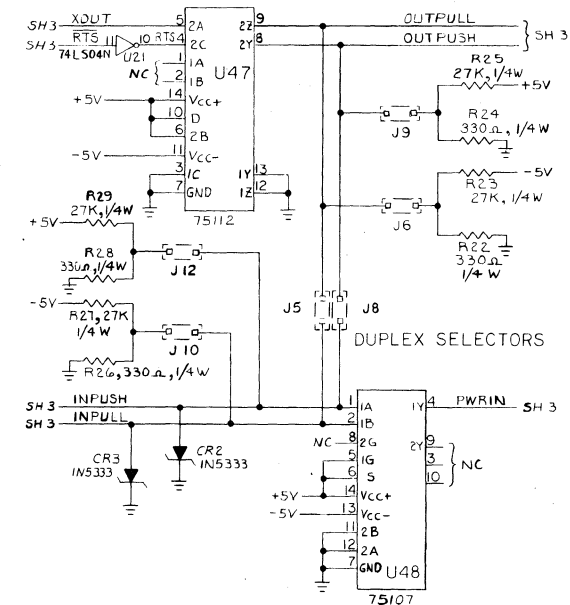 SH3 XDOUT 5 2A 2Z 9 OUTPULL
SH3 RTS 11 10 RTS 4 2C 2Y 8 OUTPUSH SH 3
74LS04N U21
NC 1 1A U47
2 1B
+5V 14 VCC+
10 D
6 2B
-5V 11 VCC-
3 1C 1Y 13
7 GND 1Z 12
75112
R25
27K, 1/4W +5V
R24
330Ω, 1/4W
J9
-5V
R23
27K, 1/4W
J6
R22
330Ω
1/4 W
R29
27K, 1/4W
+5V
R28
330Ω, 1/4W
J12
-5V
R27, 27K
1/4 W
J10
R26, 330Ω, 1/4W
J5 J8
DUPLEX SELECTORS
SH 3 INPUSH 1 1A 1Y 4 PWRIN SH 3
SH 3 INPULL 2 1B
NC 8 2G 2Y 9
5 1G 3 NC
6 S 10
+5V 14 VCC+
-5V 13 VCC-
11 2B
12 2A
7 GND U48
75107
CR3
1N5333
CR2
1N5333